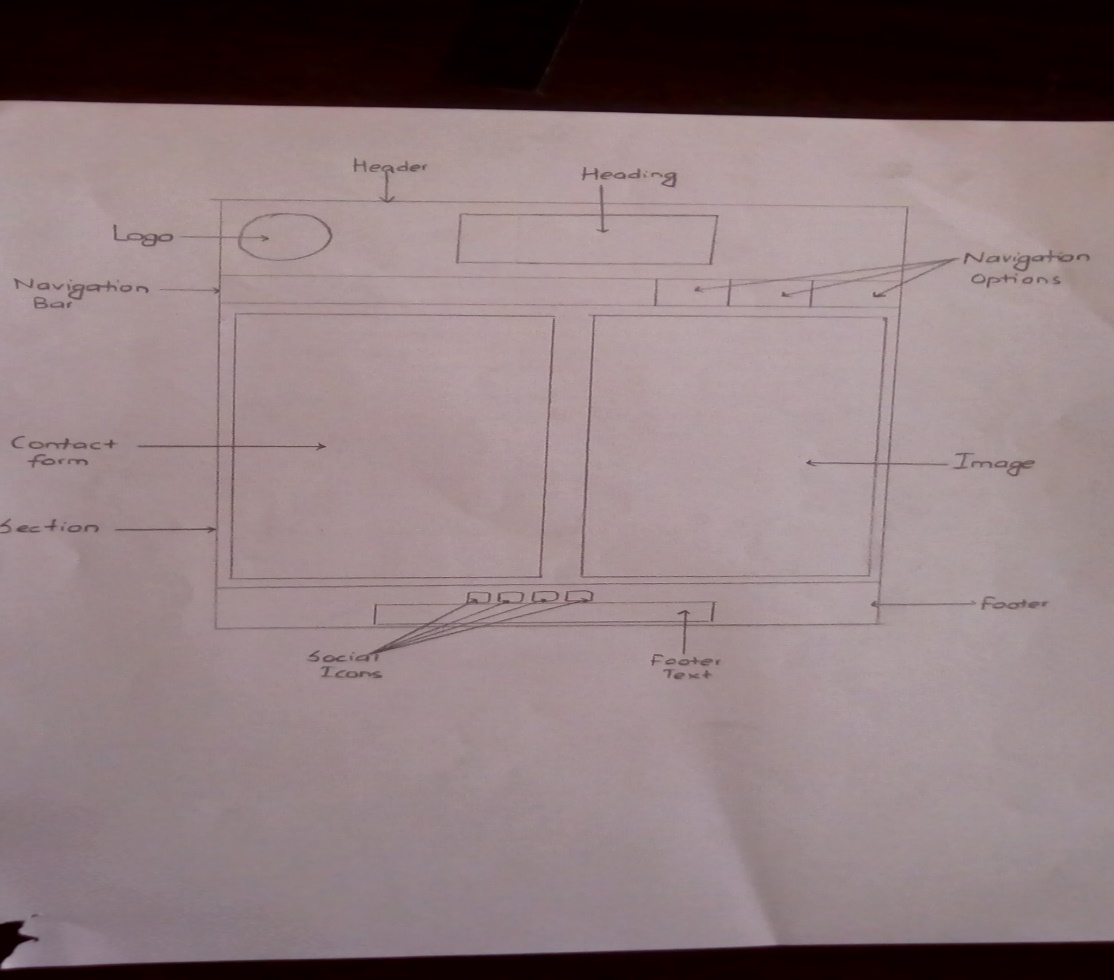 Header
Heading
Logo
Navigation
Options
Navigation
Bar
Contact
form
Image
Section
Footer
Social
Icons
Footer
Text